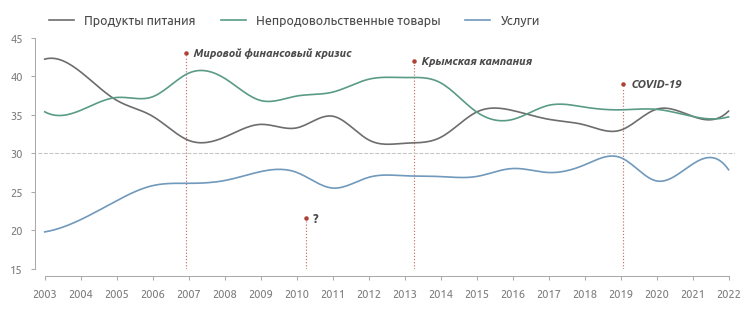 Продукты питания Непродовольственные товары Услуги
45
Мировой финансовый кризис
40
Крымская кампания
COVID-19
35
30
25
?
20
15
2003 2004 2005 2006 2007 2008 2009 2010 2011 2012 2013 2014 2015 2016 2017 2018 2019 2020 2021 2022